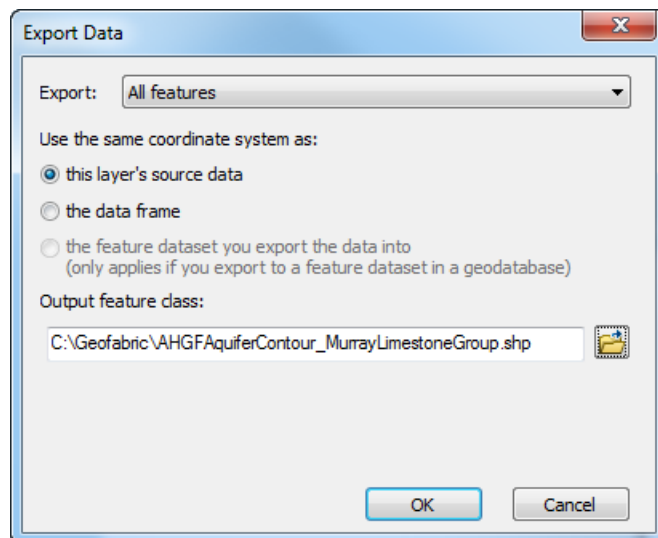 Export Data
Export: All features
Use the same coordinate system as:
this layer's source data
the data frame
the feature dataset you export the data into
(only applies if you export to a feature dataset in a geodatabase)
Output feature class:
C:\Geofabric\AHGFAquiferContour_MurrayLimestoneGroup.shp
OK Cancel